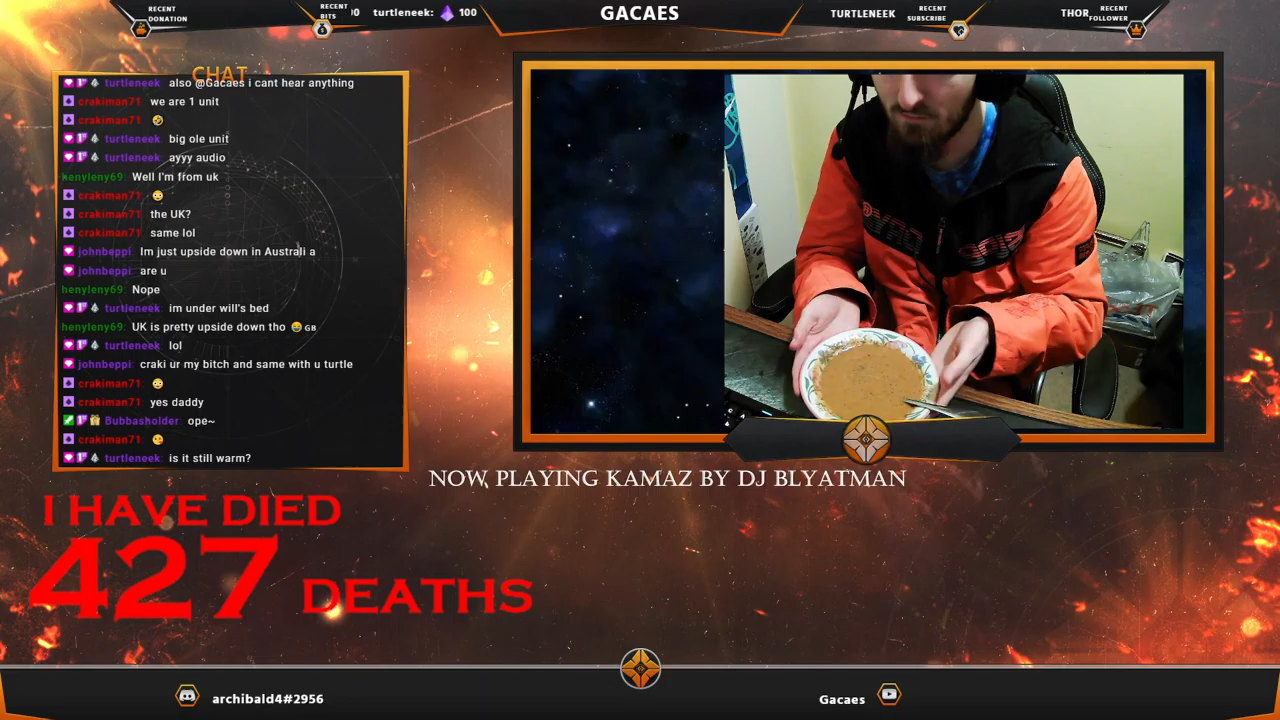 RECENT
DONATION
RECENT
BITS
turtleneek: 100
GACAES
TURTLENEEK
RECENT
SUBSCRIBE
THOR
RECENT
FOLLOWER
CHAT
turtleneek: also @Gacaes i cant hear anything
crakiman71: we are 1 unit
crakiman71: 🤣
turtleneek: big ole unit
turtleneek: ayyy audio
henyleny69: Well I'm from uk
crakiman71: 😳
crakiman71: the UK?
crakiman71: same lol
johnbeppi: Im just upside down in Australi a
johnbeppi: are u
henyleny69: Nope
turtleneek: im under will's bed
henyleny69: UK is pretty upside down tho 😂 GB
turtleneek: lol
johnbeppi: craki ur my bitch and same with u turtle
crakiman71: 😳
crakiman71: yes daddy
Bubbasholder: ope~
crakiman71: 😘
turtleneek: is it still warm?
NOW PLAYING KAMAZ BY DJ BLYATMAN
I HAVE DIED
427 DEATHS
archibald4#2956
Gacaes